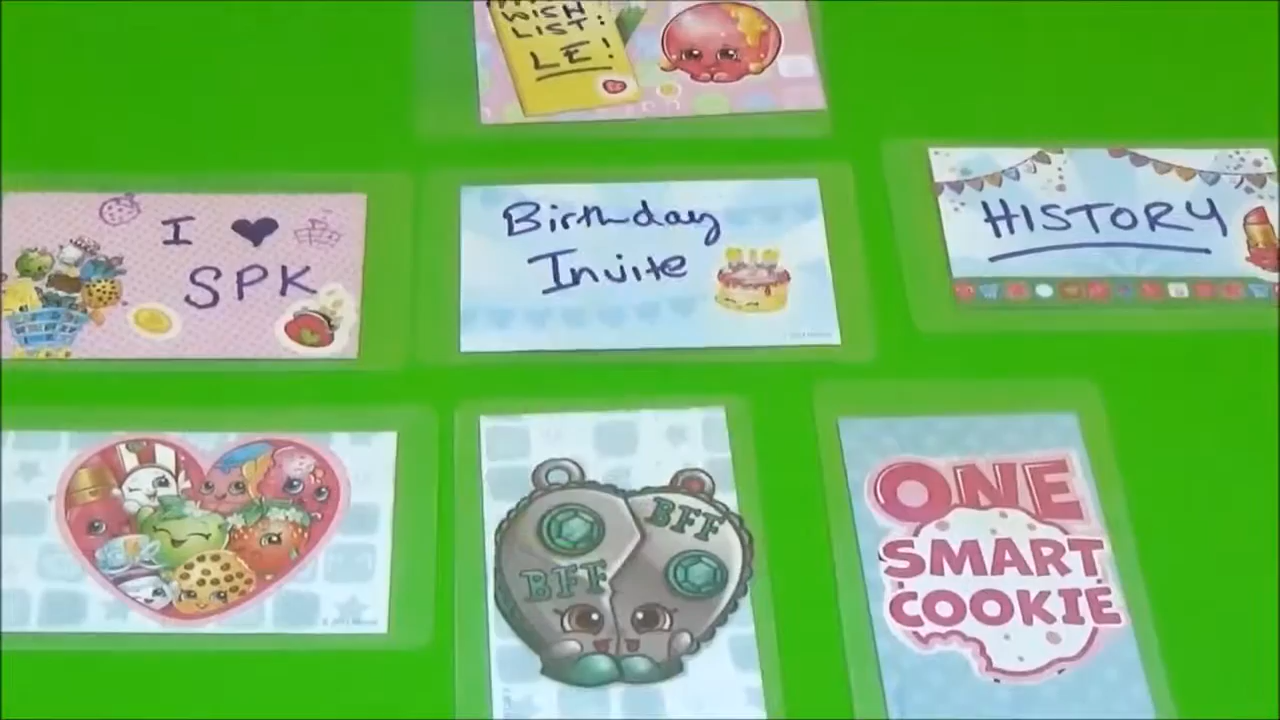 WISH
LIST:
LE!
I ♥
SPK
Birthday
Invite
HISTORY
BFF
BFF
ONE
SMART
COOKIE